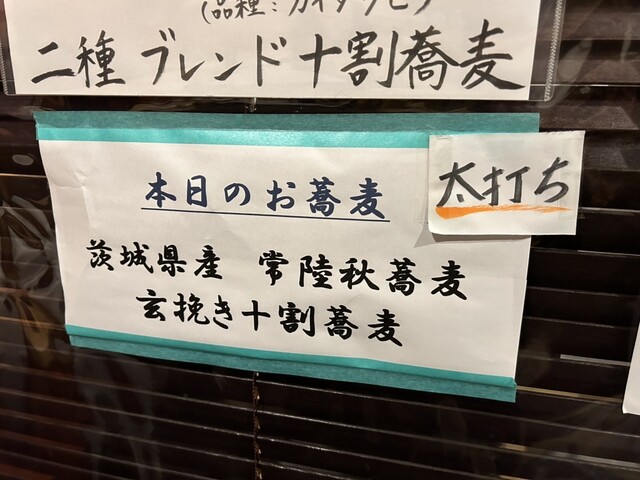 二種 ブレンド十割蕎麦
本日のお蕎麦
太打ち
茨城県産 常陸秋蕎麦
玄挽き十割蕎麦